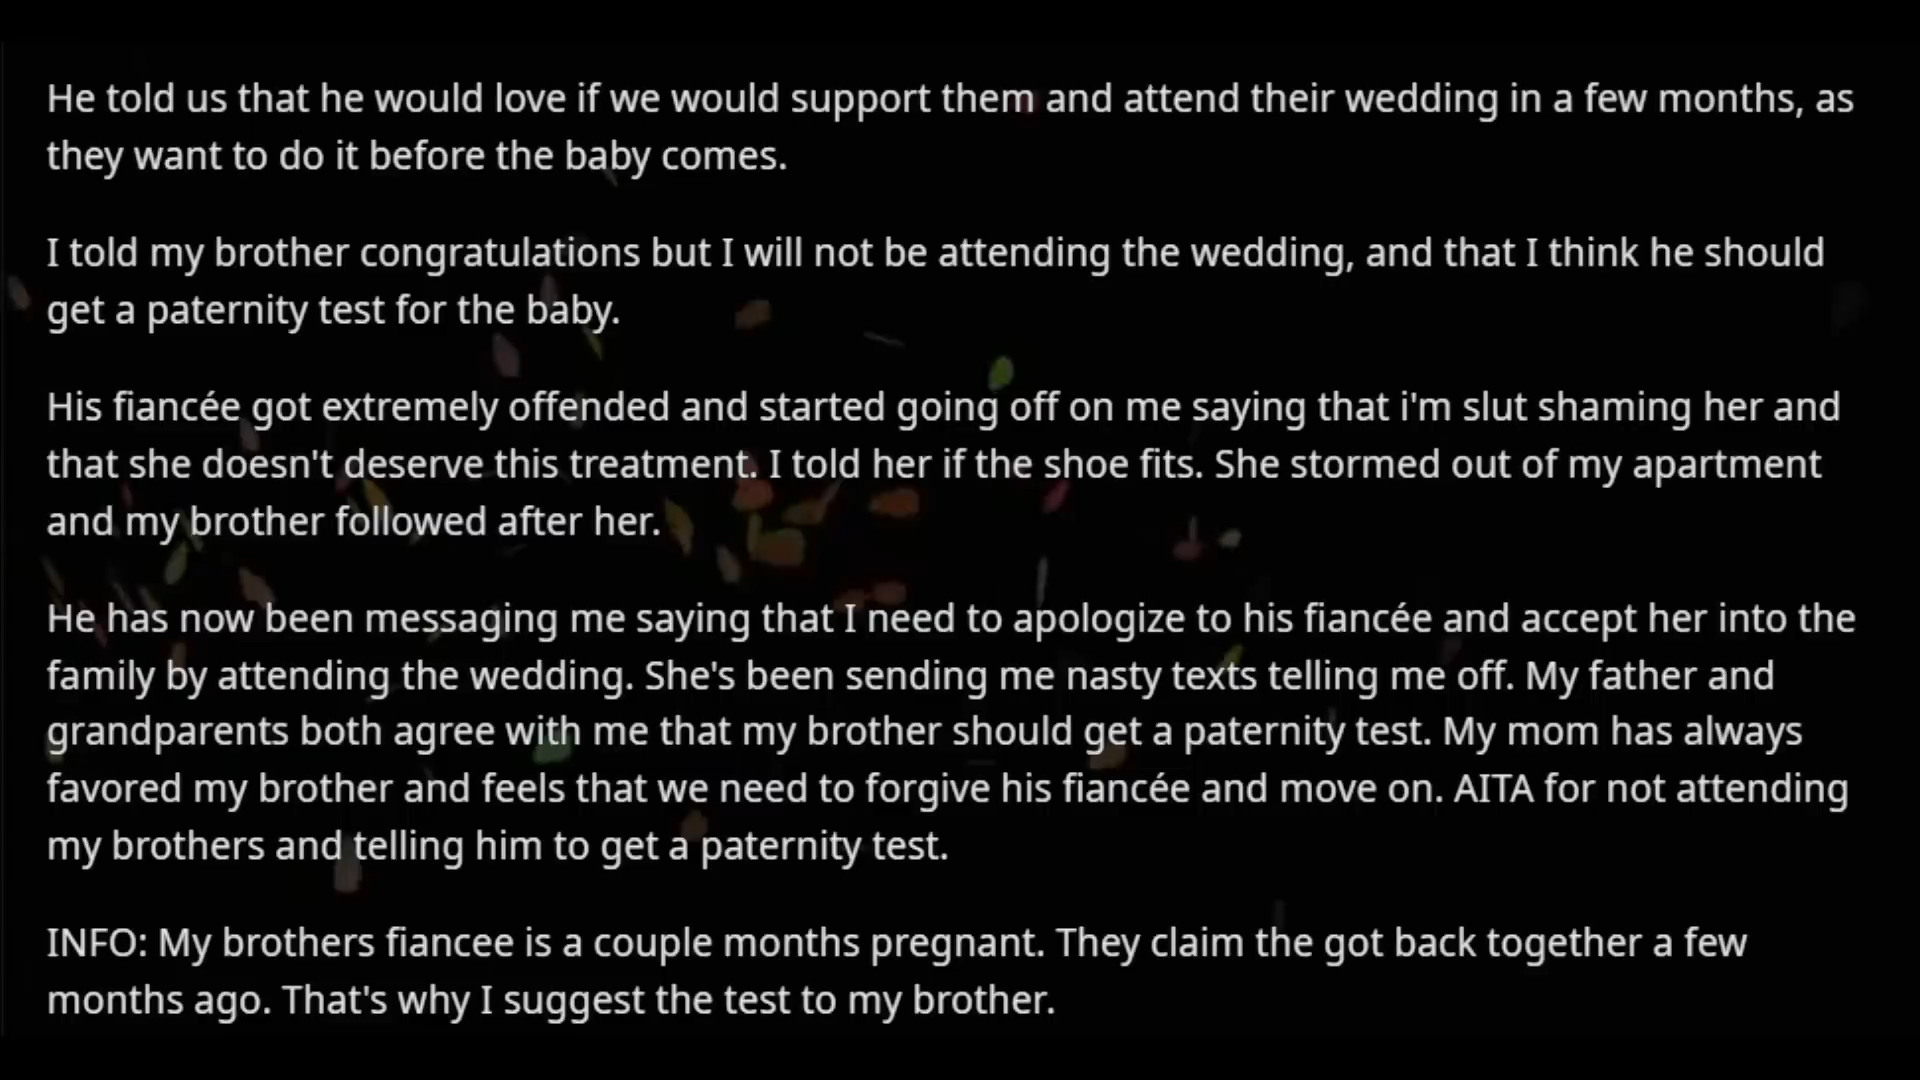 He told us that he would love if we would support them and attend their wedding in a few months, as
they want to do it before the baby comes.
I told my brother congratulations but I will not be attending the wedding, and that I think he should
get a paternity test for the baby.
His fiancée got extremely offended and started going off on me saying that i'm slut shaming her and
that she doesn't deserve this treatment. I told her if the shoe fits. She stormed out of my apartment
and my brother followed after her.
He has now been messaging me saying that I need to apologize to his fiancée and accept her into the
family by attending the wedding. She's been sending me nasty texts telling me off. My father and
grandparents both agree with me that my brother should get a paternity test. My mom has always
favored my brother and feels that we need to forgive his fiancée and move on. AITA for not attending
my brothers and telling him to get a paternity test.
INFO: My brothers fiancee is a couple months pregnant. They claim the got back together a few
months ago. That's why I suggest the test to my brother.